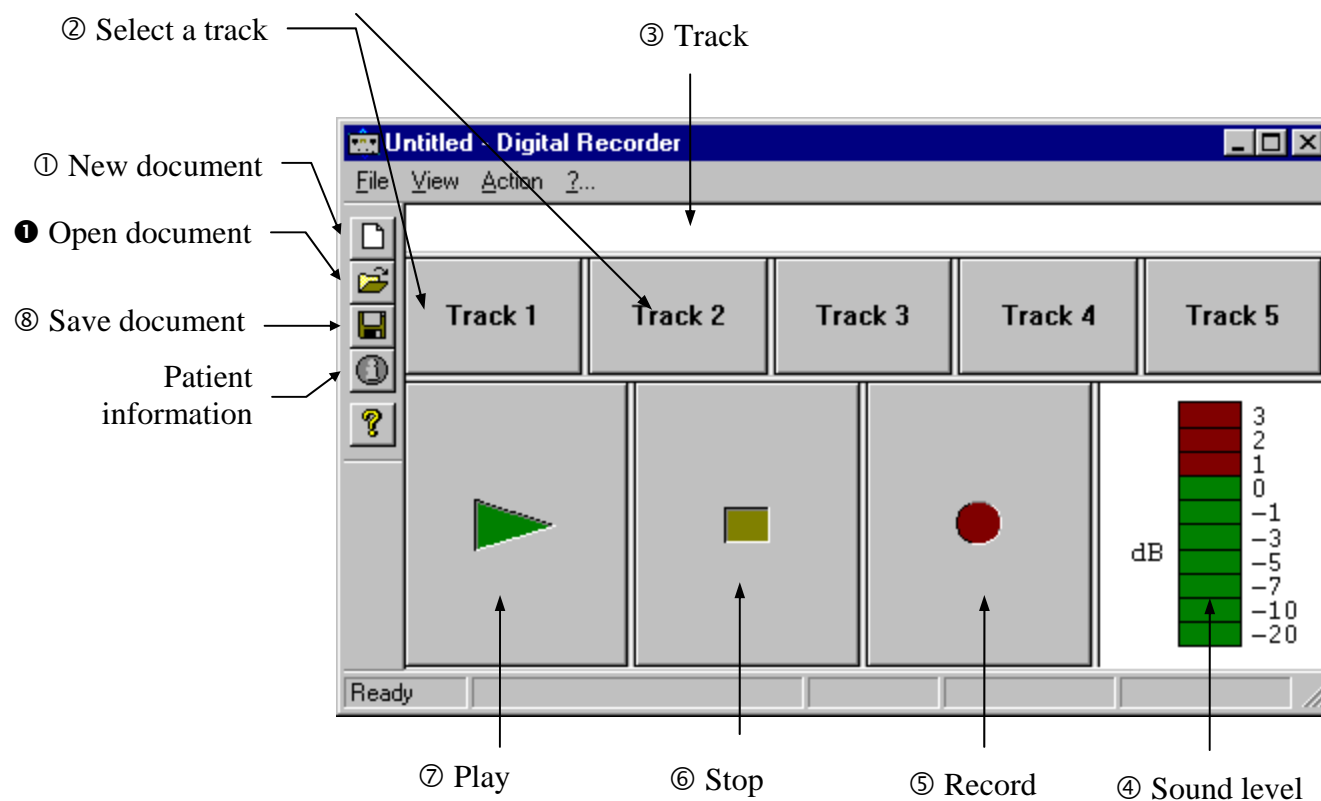 ② Select a track
③ Track
Untitled - Digital Recorder
① New document
File View Action ?...
❶ Open document
Track 1 Track 2 Track 3 Track 4 Track 5
⑧ Save document
Patient
information
3
2
1
0
-1
-3
dB
-5
-7
-10
-20
Ready
⑦ Play
⑥ Stop
⑤ Record
④ Sound level